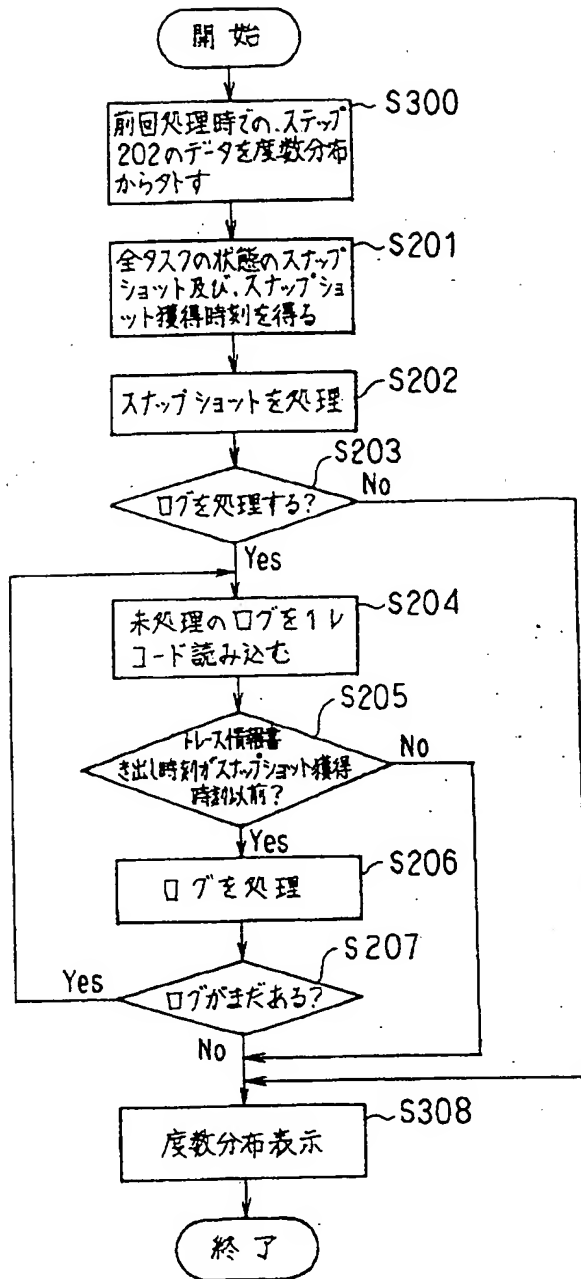 開始
S300
前回処理時での、ステップ
202のデータを度数分布
から外す
S201
全タスクの状態のスナップ
ショット及び、スナップショ
ット獲得時刻を得る
S202
スナップショットを処理
S203
ログを処理する?
No
Yes
S204
未処理のログを1レ
コード読み込む
S205
トレース情報書
き出し時刻がスナップショット獲得
時刻以前?
No
Yes
S206
ログを処理
S207
ログがまだある?
Yes
No
S308
度数分布表示
終了